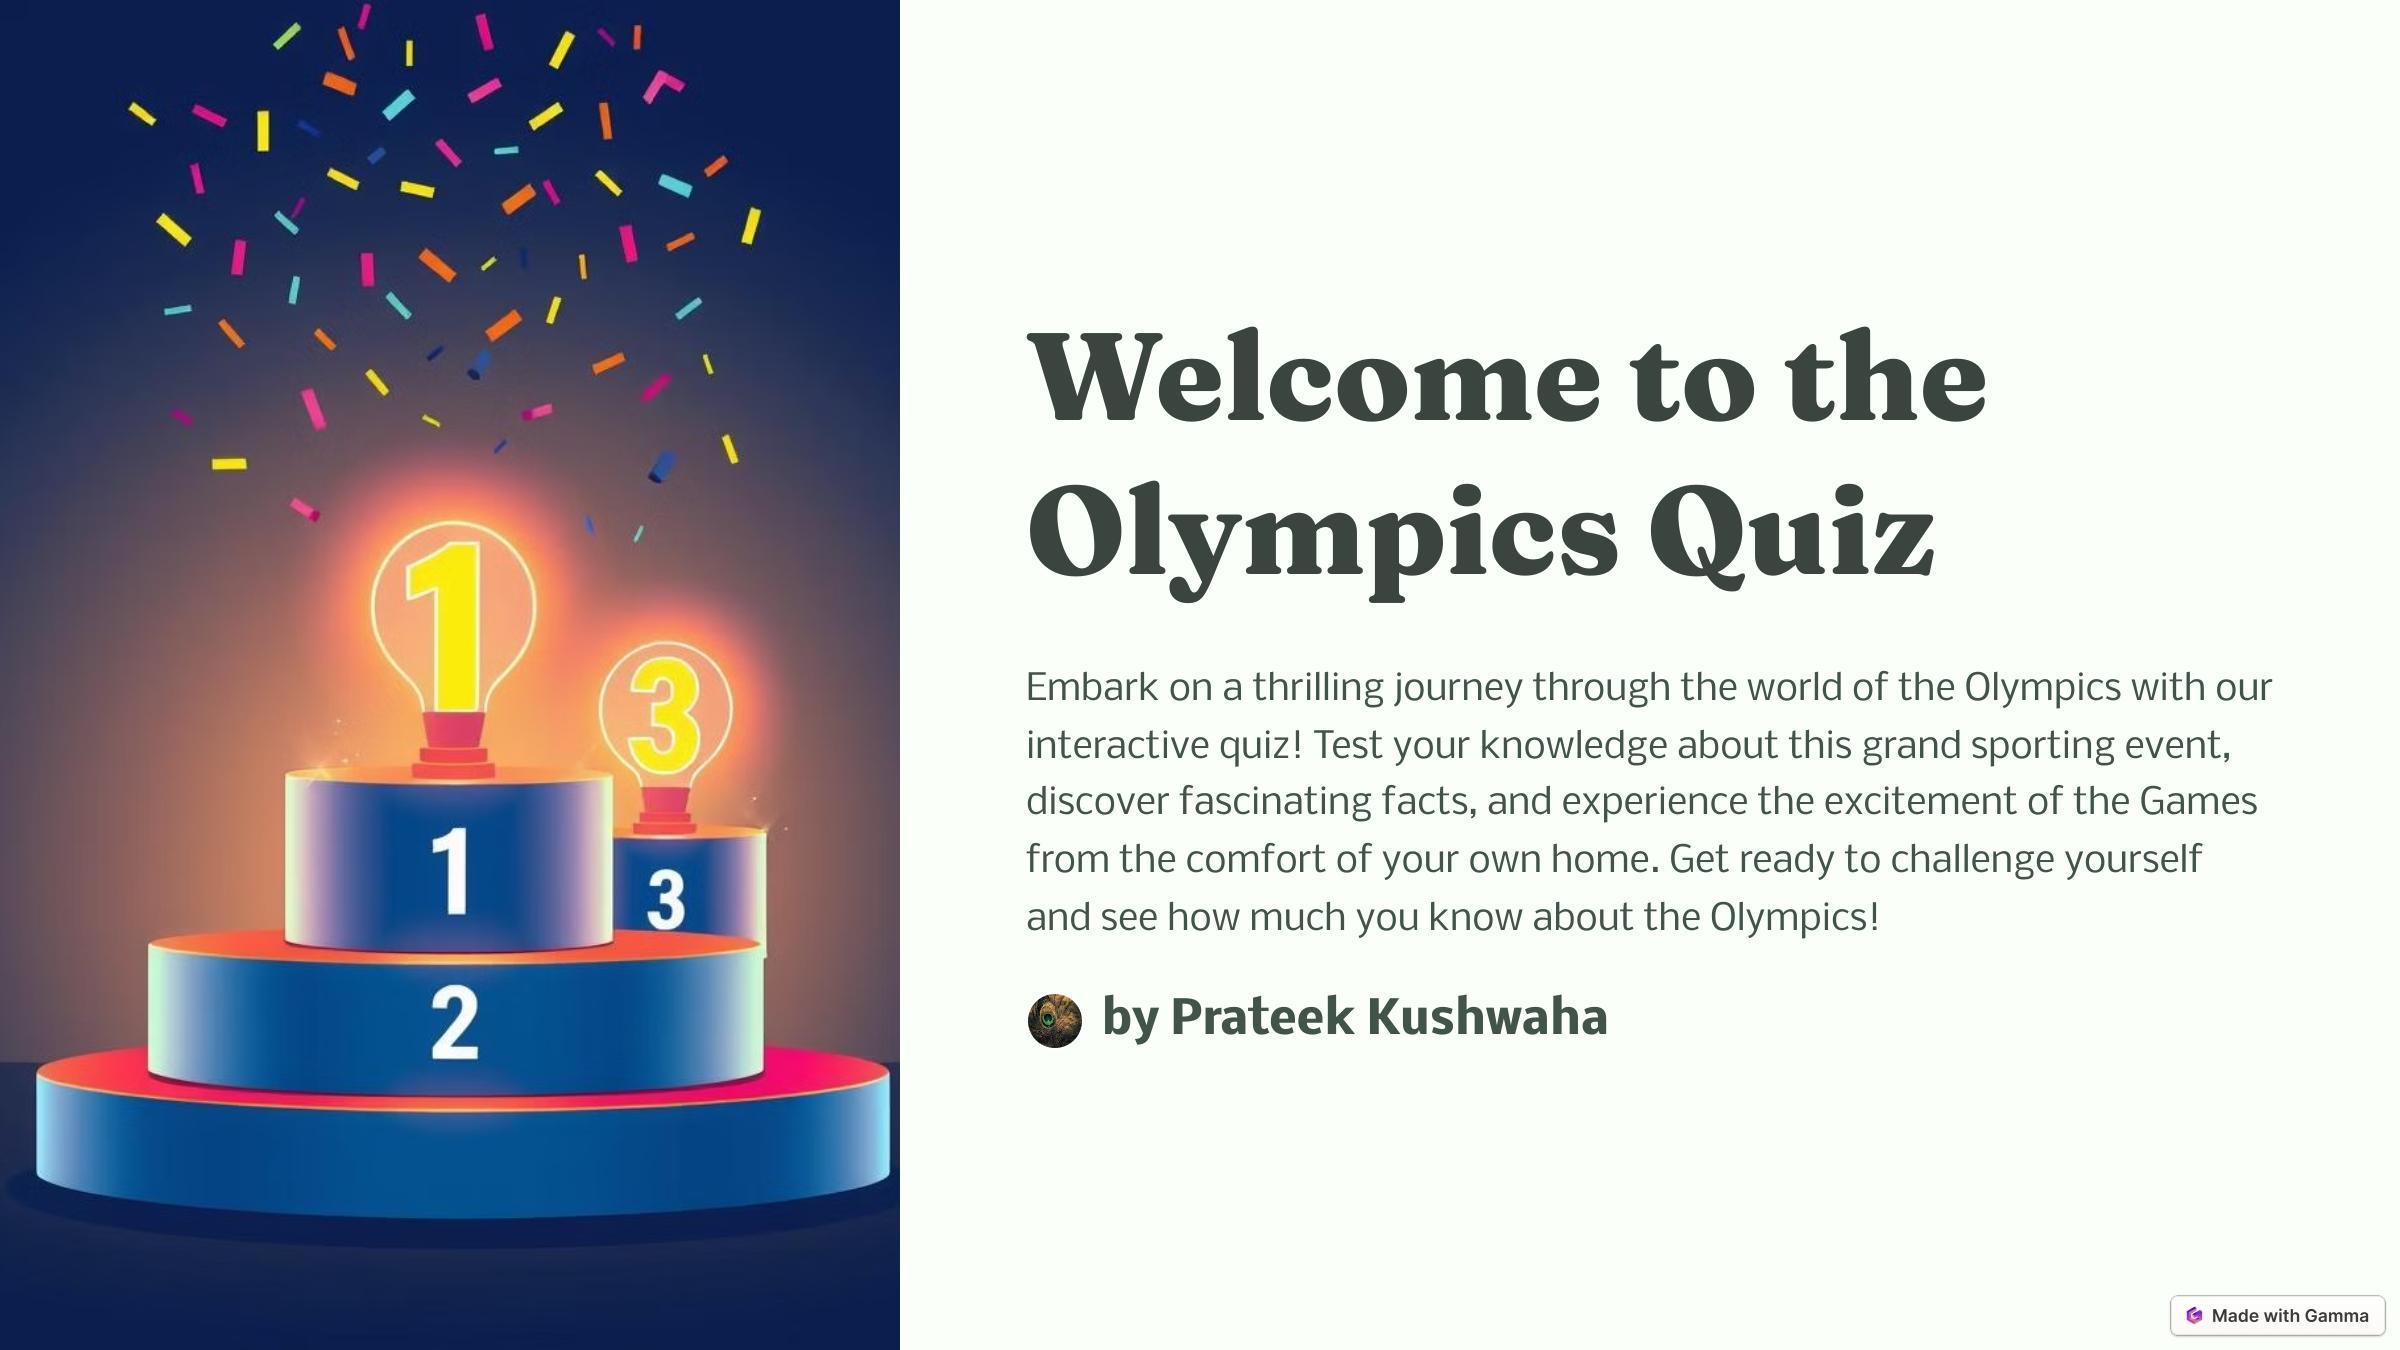 1
3
1
3
2
Welcome to the
Olympics Quiz
Embark on a thrilling journey through the world of the Olympics with our
interactive quiz! Test your knowledge about this grand sporting event,
discover fascinating facts, and experience the excitement of the Games
from the comfort of your own home. Get ready to challenge yourself
and see how much you know about the Olympics!
by Prateek Kushwaha
Made with Gamma